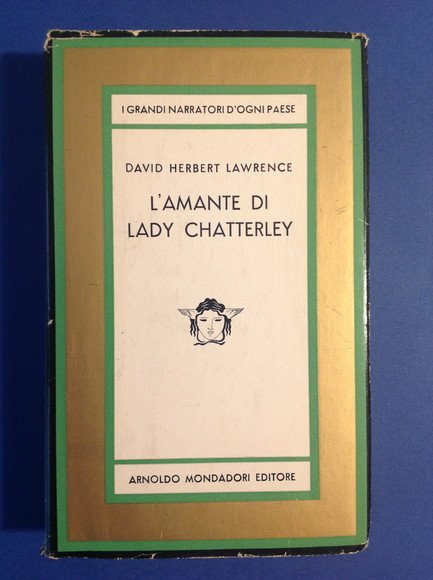 I GRANDI NARRATORI D'OGNI PAESE
DAVID HERBERT LAWRENCE
L'AMANTE DI
LADY CHATTERLEY
ARNOLDO MONDADORI EDITORE